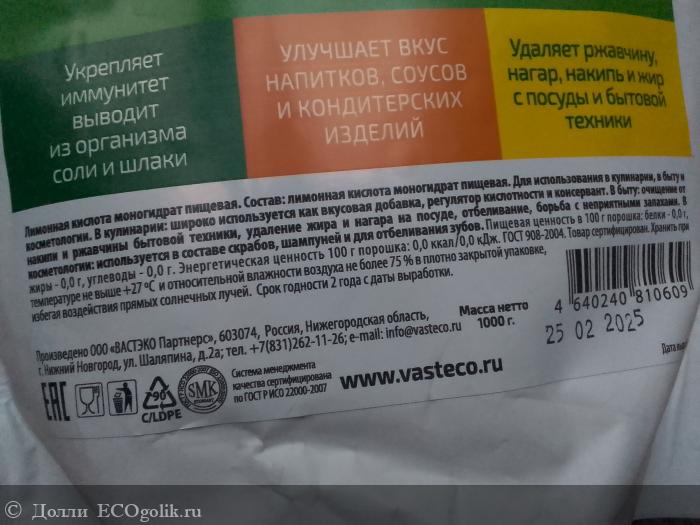 Укрепляет
иммунитет
выводит
из организма
соли и шлаки
УЛУЧШАЕТ ВКУС
НАПИТКОВ, СОУСОВ
И КОНДИТЕРСКИХ
ИЗДЕЛИЙ
Удаляет ржавчину,
нагар, накипь и жир
с посуды и бытовой
техники
Лимонная кислота моногидрат пищевая. Состав: лимонная кислота моногидрат пищевая. Для использования в кулинарии, в быту и
косметологии. В кулинарии: широко используется как вкусовая добавка, регулятор кислотности и консервант. В быту: очищение от
накипи и ржавчины бытовой техники, удаление жира и нагара на посуде, отбеливание, борьба с неприятными запахами. В
косметологии: используется в составе скрабов, шампуней и для отбеливания зубов. Пищевая ценность в 100 г порошка: белки - 0,0 г,
жиры - 0,0 г, углеводы - 0,0 г. Энергетическая ценность 100 г порошка: 0,0 ккал/0,0 кДж. ГОСТ 908-2004. Товар сертифицирован. Хранить при
температуре не выше +27 °С и относительной влажности воздуха не более 75 % в плотно закрытой упаковке,
избегая воздействия прямых солнечных лучей. Срок годности 2 года с даты выработки.
Произведено ООО «ВАСТЭКО Партнерс», 603074, Россия, Нижегородская область,
г. Нижний Новгород, ул. Шаляпина, д.2а; тел. +7(831)262-11-26; e-mail: info@vasteco.ru
Масса нетто
1000 г.
4 640240 810609
25 02 2025
Дата
EAC
90
C/LDPE
SMK
Система менеджмента
качества сертифицирована
по ГОСТ Р ИСО 22000-2007
www.vasteco.ru
© Долли ECOgolik.ru